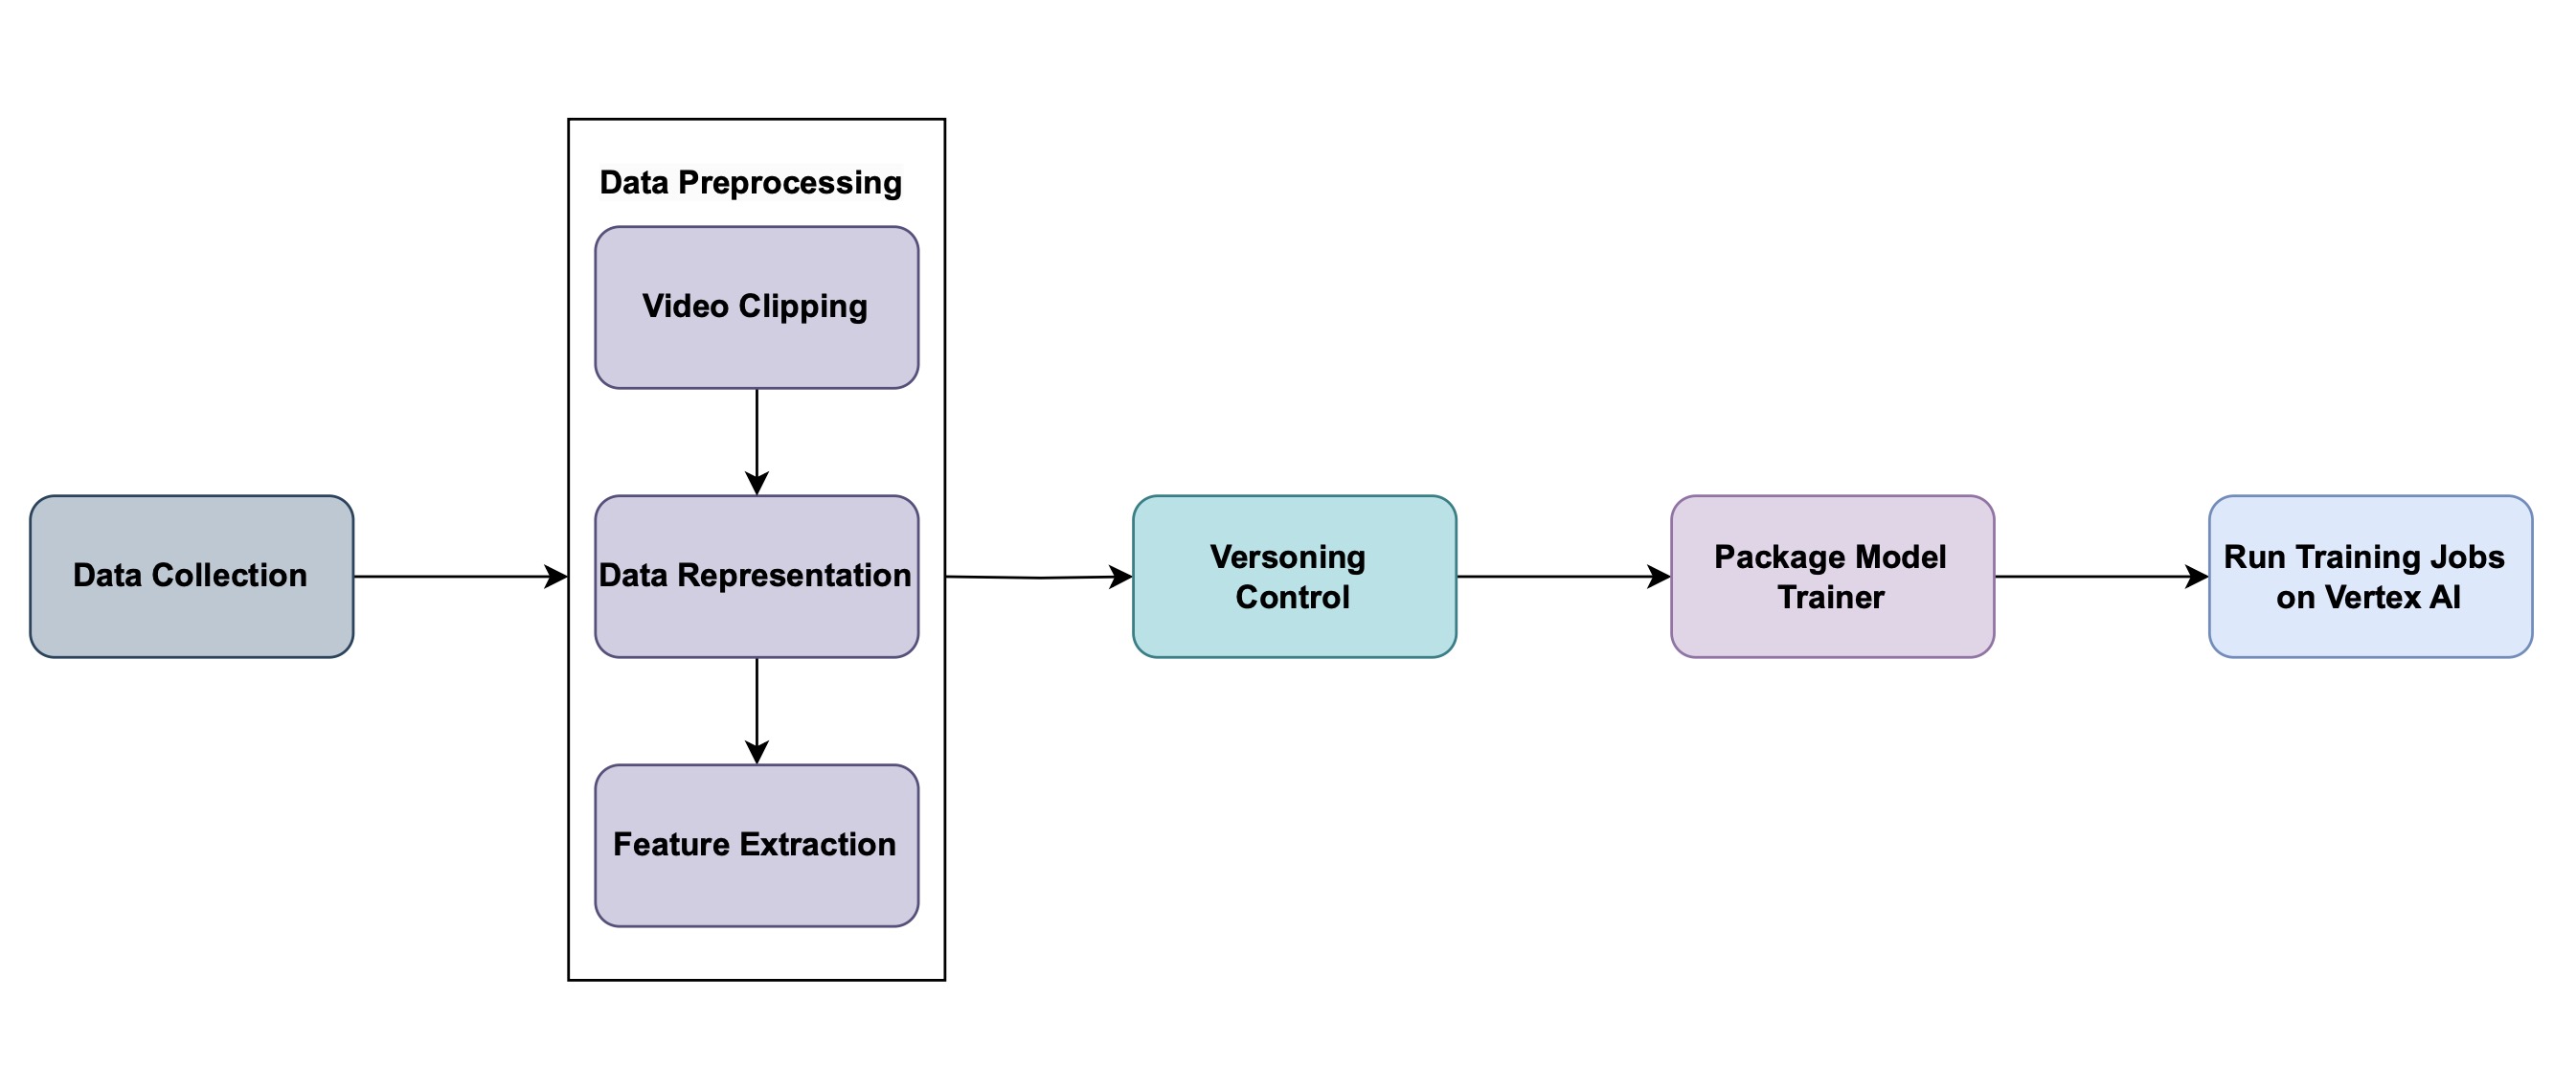 Data Collection
Data Preprocessing
Video Clipping
Data Representation
Feature Extraction
Versoning
Control
Package Model
Trainer
Run Training Jobs
on Vertex AI